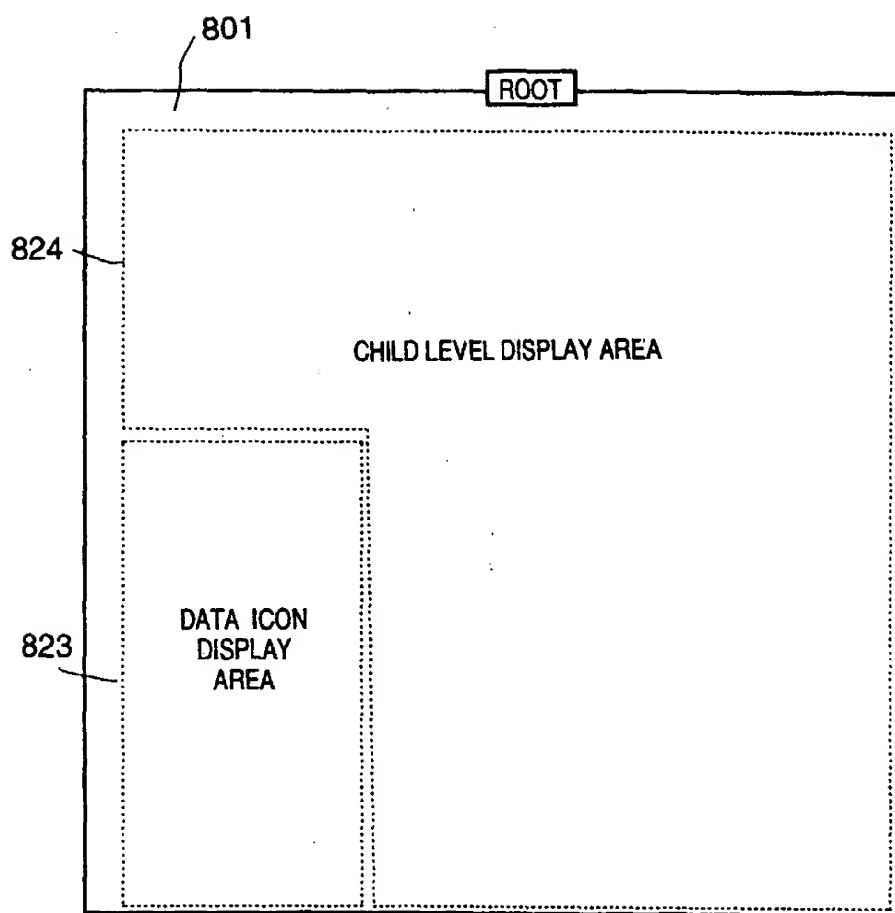 801
ROOT
824
CHILD LEVEL DISPLAY AREA
DATA ICON
DISPLAY
AREA
823